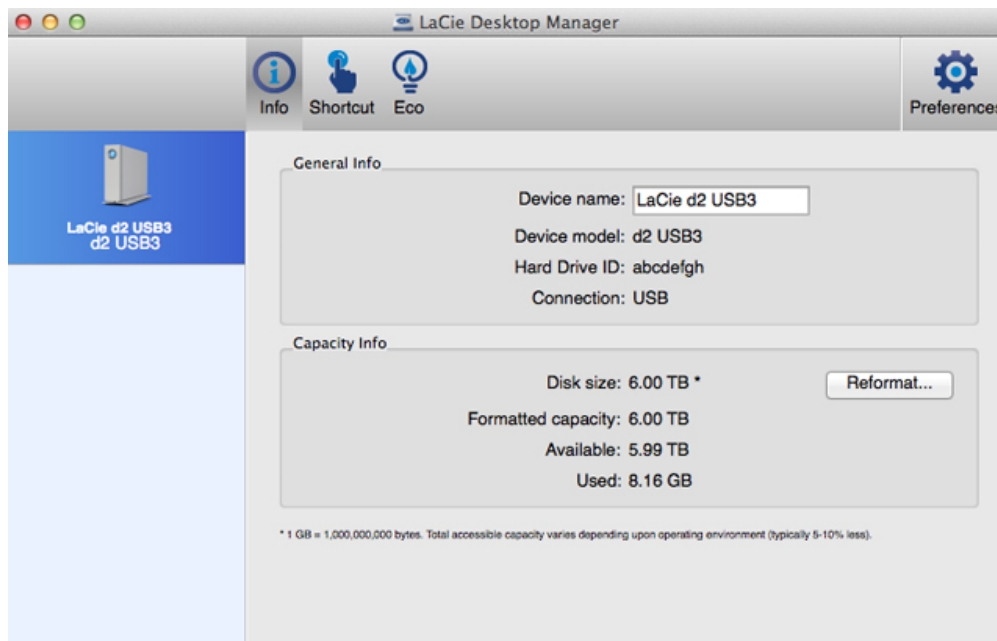 LaCie Desktop Manager
Info Shortcut Eco
Preferences
LaCie d2 USB3
d2 USB3
General Info
Device name: LaCie d2 USB3
Device model: d2 USB3
Hard Drive ID: abcdefgh
Connection: USB
Capacity Info
Disk size: 6.00 TB *
Reformat...
Formatted capacity: 6.00 TB
Available: 5.99 TB
Used: 8.16 GB
* 1 GB = 1,000,000,000 bytes. Total accessible capacity varies depending upon operating environment (typically 5-10% less).